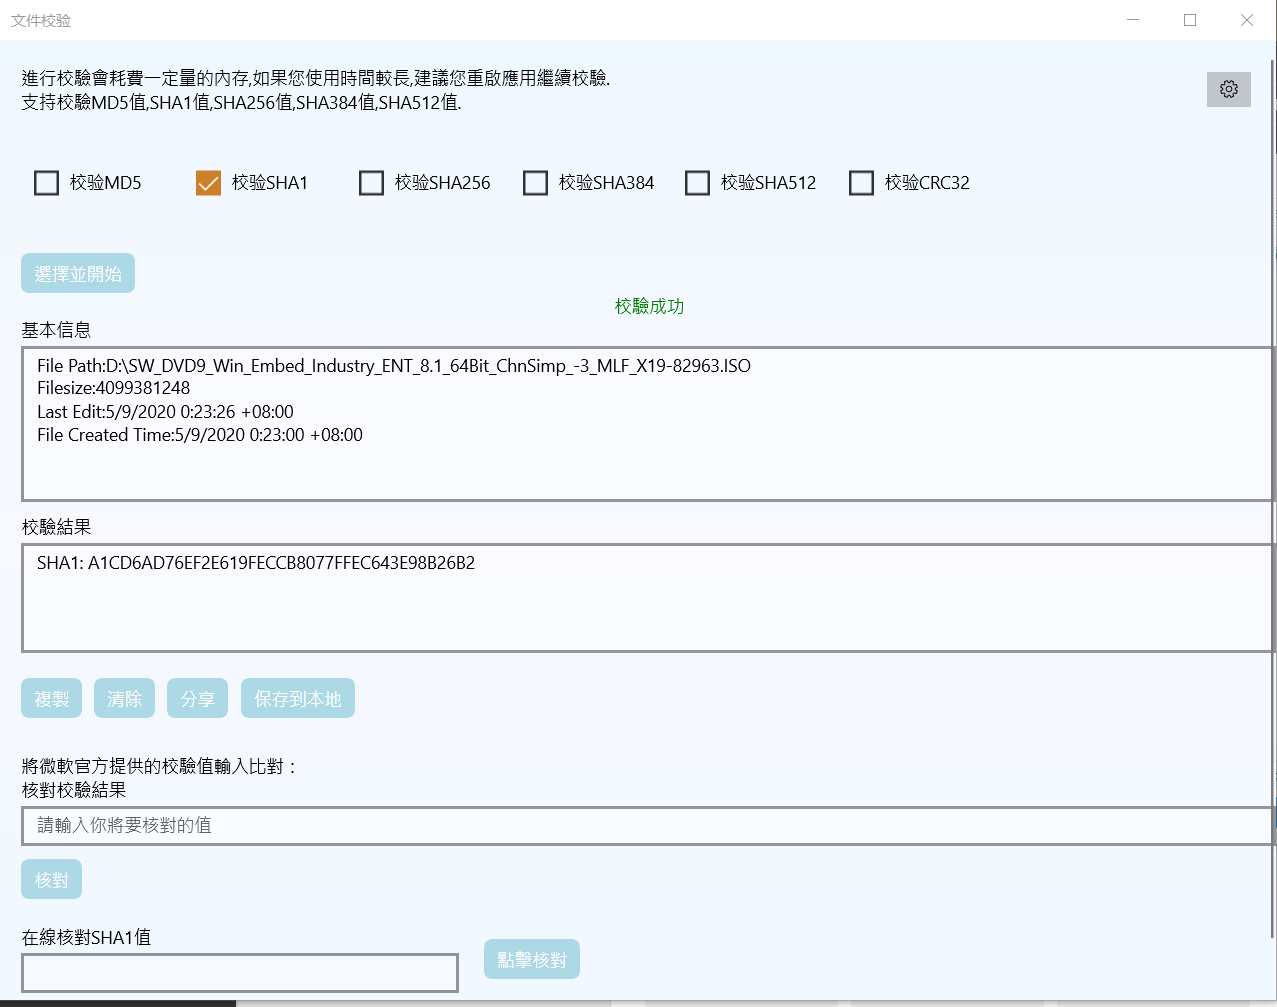 文件校验
進行校驗會耗費一定量的內存,如果您使用時間較長,建議您重啟應用繼續校驗.
支持校驗MD5值,SHA1值,SHA256值,SHA384值,SHA512值.
校验MD5 校验SHA1 校验SHA256 校验SHA384 校验SHA512 校验CRC32
選擇並開始
校驗成功
基本信息
File Path:D:\SW_DVD9_Win_Embed_Industry_ENT_8.1_64Bit_ChnSimp_-3_MLF_X19-82963.ISO
Filesize:4099381248
Last Edit:5/9/2020 0:23:26 +08:00
File Created Time:5/9/2020 0:23:00 +08:00
校驗結果
SHA1: A1CD6AD76EF2E619FECCB8077FFEC643E98B26B2
複製 清除 分享 保存到本地
將微軟官方提供的校驗值輸入比對：
核對校驗結果
請輸入你將要核對的值
核對
在線核對SHA1值
點擊核對